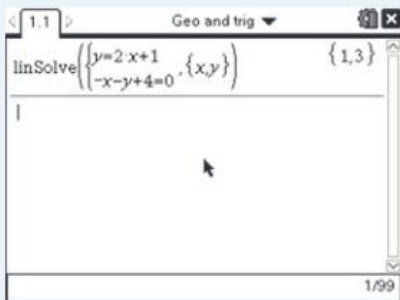 1.1 Geo and trig
linSolve({y=2·x+1
-x-y+4=0 ,{x,y}) {1,3}
1/99